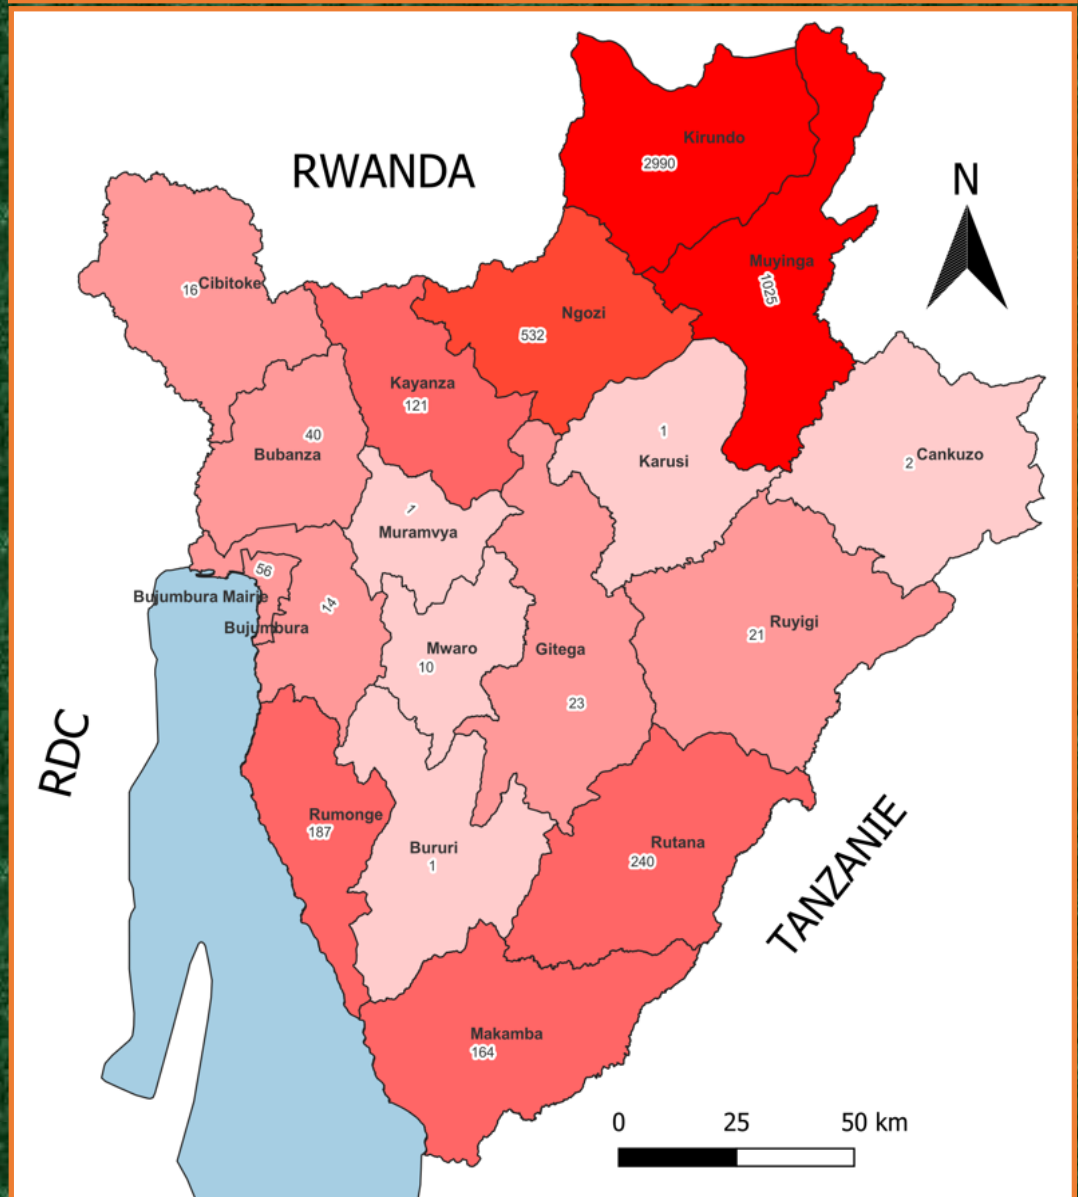 Kirundo
2990
RWANDA
N
Muyinga
1025
16 Cibitoke
Ngozi
532
Kayanza
121
40
Bubanza
1
Karusi
2 Cankuzo
1
Muramvya
56
Bujumbura Mairie
14
Bujumbura
Ruyigi
21
Mwaro
10
Gitega
23
RDC
Rumonge
187
Bururi
1
Rutana
240
TANZANIE
Makamba
164
0 25 50 km